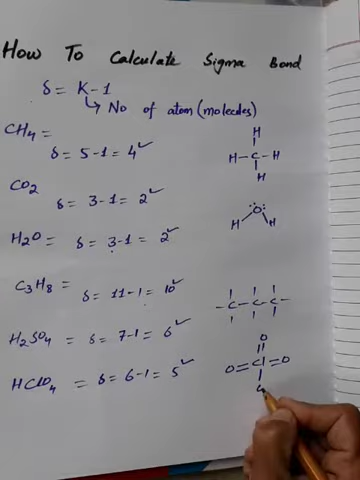 How To Calculate Sigma Bond
δ = K-1
↳ No of atom (molecules)
CH4 =
δ = 5-1 = 4✓
CO2
δ = 3-1 = 2✓
H2O = δ = 3-1 = 2✓
C3H8 =
δ = 11-1 = 10✓
H2SO4 = δ = 7-1 = 6✓
HClO4 = δ = 6-1 = 5✓
H
H-C-H
H
O
H H
-C-C-C-
O
O=Cl=O